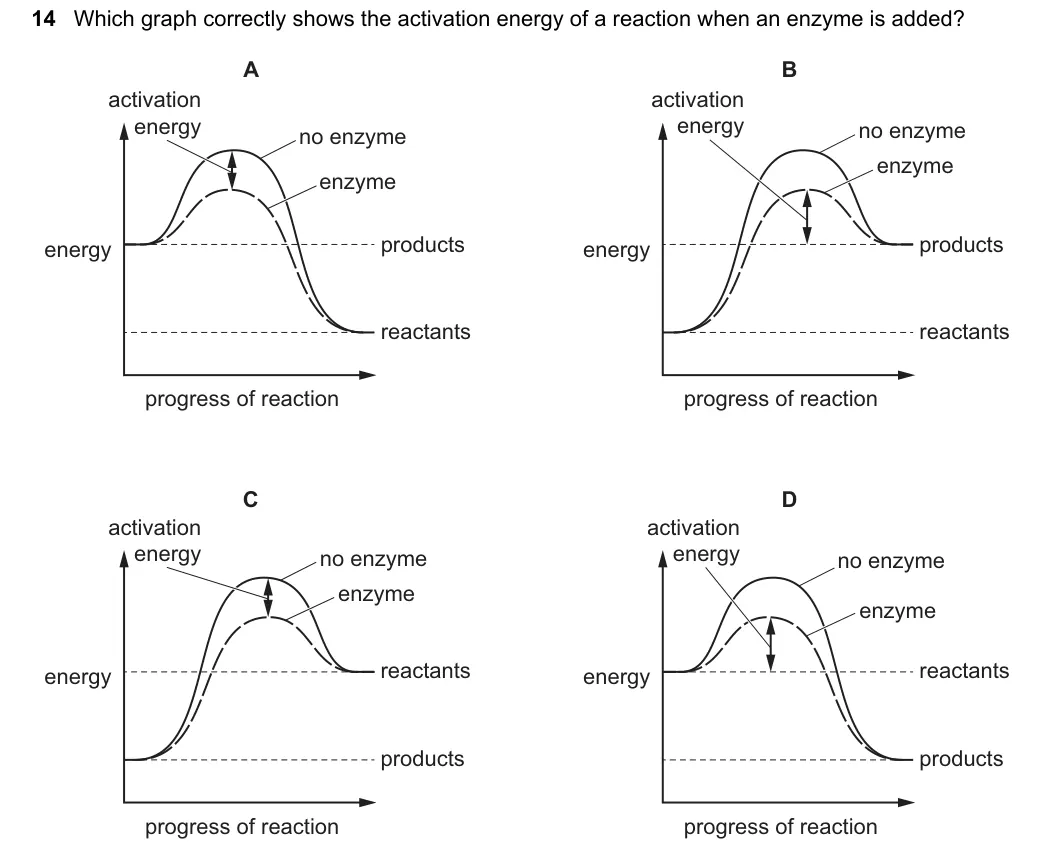 14 Which graph correctly shows the activation energy of a reaction when an enzyme is added?
A
activation
energy
no enzyme
enzyme
energy
products
reactants
progress of reaction
B
activation
energy
no enzyme
enzyme
energy
products
reactants
progress of reaction
C
activation
energy
no enzyme
enzyme
energy
reactants
products
progress of reaction
D
activation
energy
no enzyme
enzyme
energy
reactants
products
progress of reaction